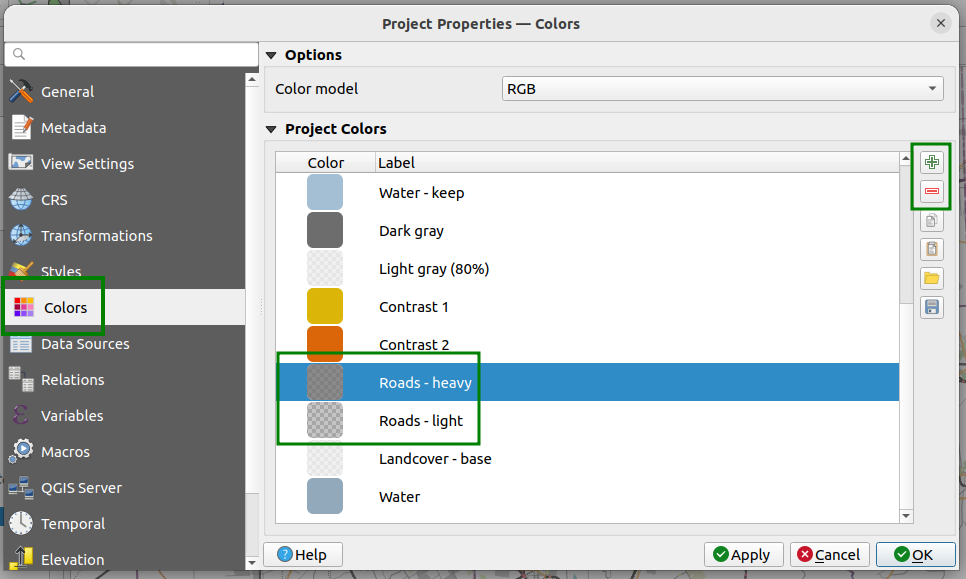 Project Properties — Colors
General
Metadata
View Settings
CRS
Transformations
Styles
Colors
Data Sources
Relations
Variables
Macros
QGIS Server
Temporal
Elevation
Options
Color model RGB
Project Colors
Color Label
Water - keep
Dark gray
Light gray (80%)
Contrast 1
Contrast 2
Roads - heavy
Roads - light
Landcover - base
Water
Help Apply Cancel OK